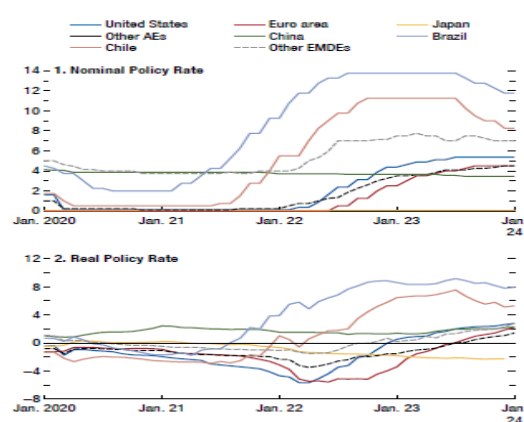 United States Euro area Japan
Other AEs China Brazil
Chile Other EMDEs
14 1. Nominal Policy Rate
12
10
8
6
4
2
0
Jan. 2020 Jan. 21 Jan. 22 Jan. 23 Jan.
24
12 2. Real Policy Rate
8
4
0
−4
−8
Jan. 2020 Jan. 21 Jan. 22 Jan. 23 Jan.
24